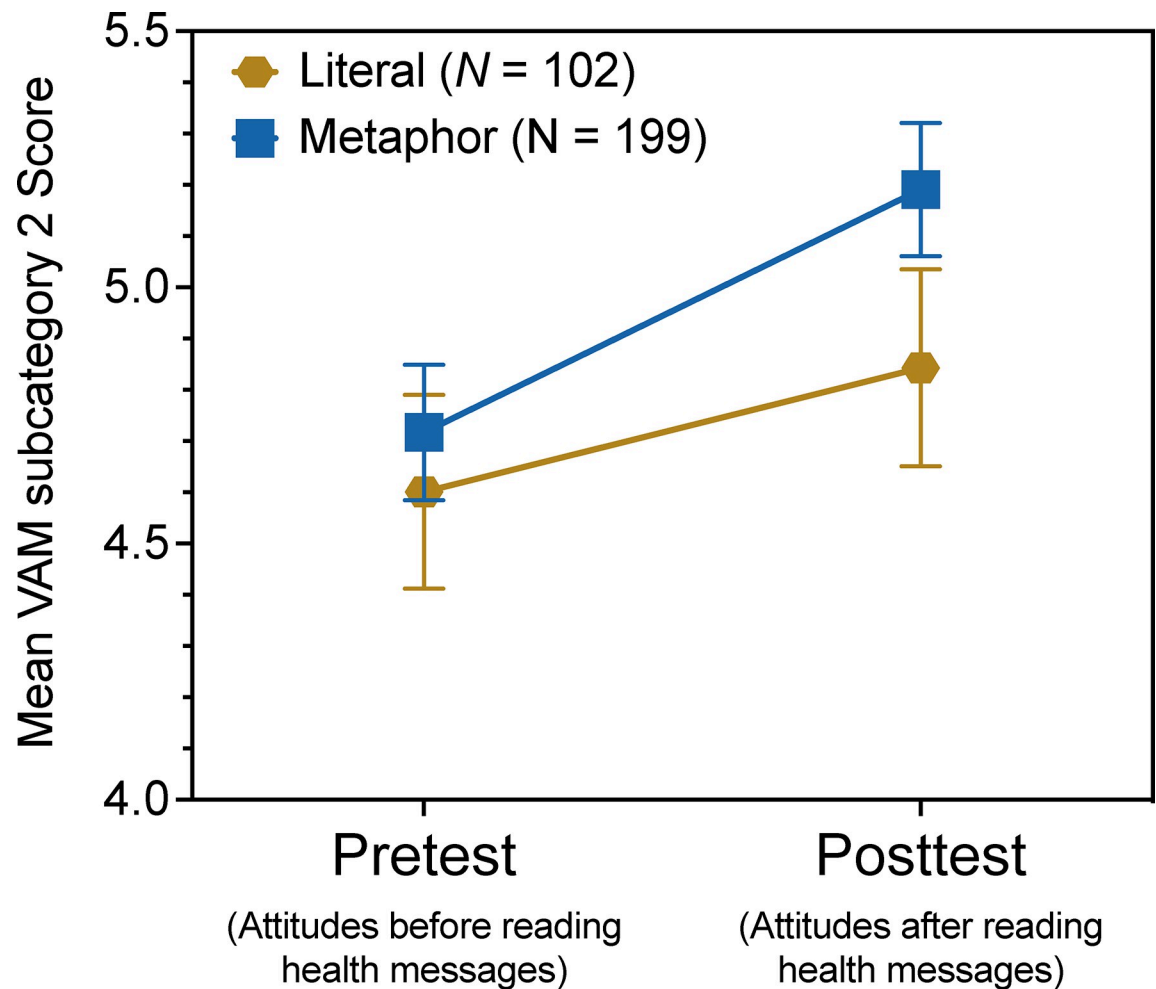 Mean VAM subcategory 2 Score
5.5
5.0
4.5
4.0
Literal (N = 102)
Metaphor (N = 199)
Pretest
(Attitudes before reading
health messages)
Posttest
(Attitudes after reading
health messages)